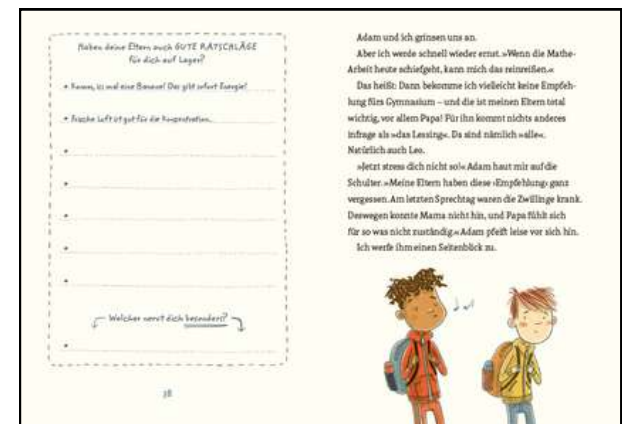 Haben deine Eltern auch GUTE RATSCHLÄGE
für dich auf Lager?
• Komm, iss mal eine Banane! Das gibt sofort Energie!
• Frische Luft ist gut für die Konzentration.
Welcher nervt dich besonders?
38
Adam und ich grinsen uns an.
Aber ich werde schnell wieder ernst. »Wenn die Mathe-
Arbeit heute schiefgeht, kann mich das reinreißen.«
Das heißt: Dann bekomme ich vielleicht keine Empfeh-
lung fürs Gymnasium – und die ist meinen Eltern total
wichtig, vor allem Papa! Für ihn kommt nichts anderes
infrage als »das Lessing«. Da sind nämlich »alle«.
Natürlich auch Leo.
»Jetzt stress dich nicht so!« Adam haut mir auf die
Schulter. »Meine Eltern haben diese ›Empfehlung‹ ganz
vergessen. Am letzten Sprechtag waren die Zwillinge krank.
Deswegen konnte Mama nicht hin, und Papa fühlt sich
für so was nicht zuständig.« Adam pfeift leise vor sich hin.
Ich werfe ihm einen Seitenblick zu.